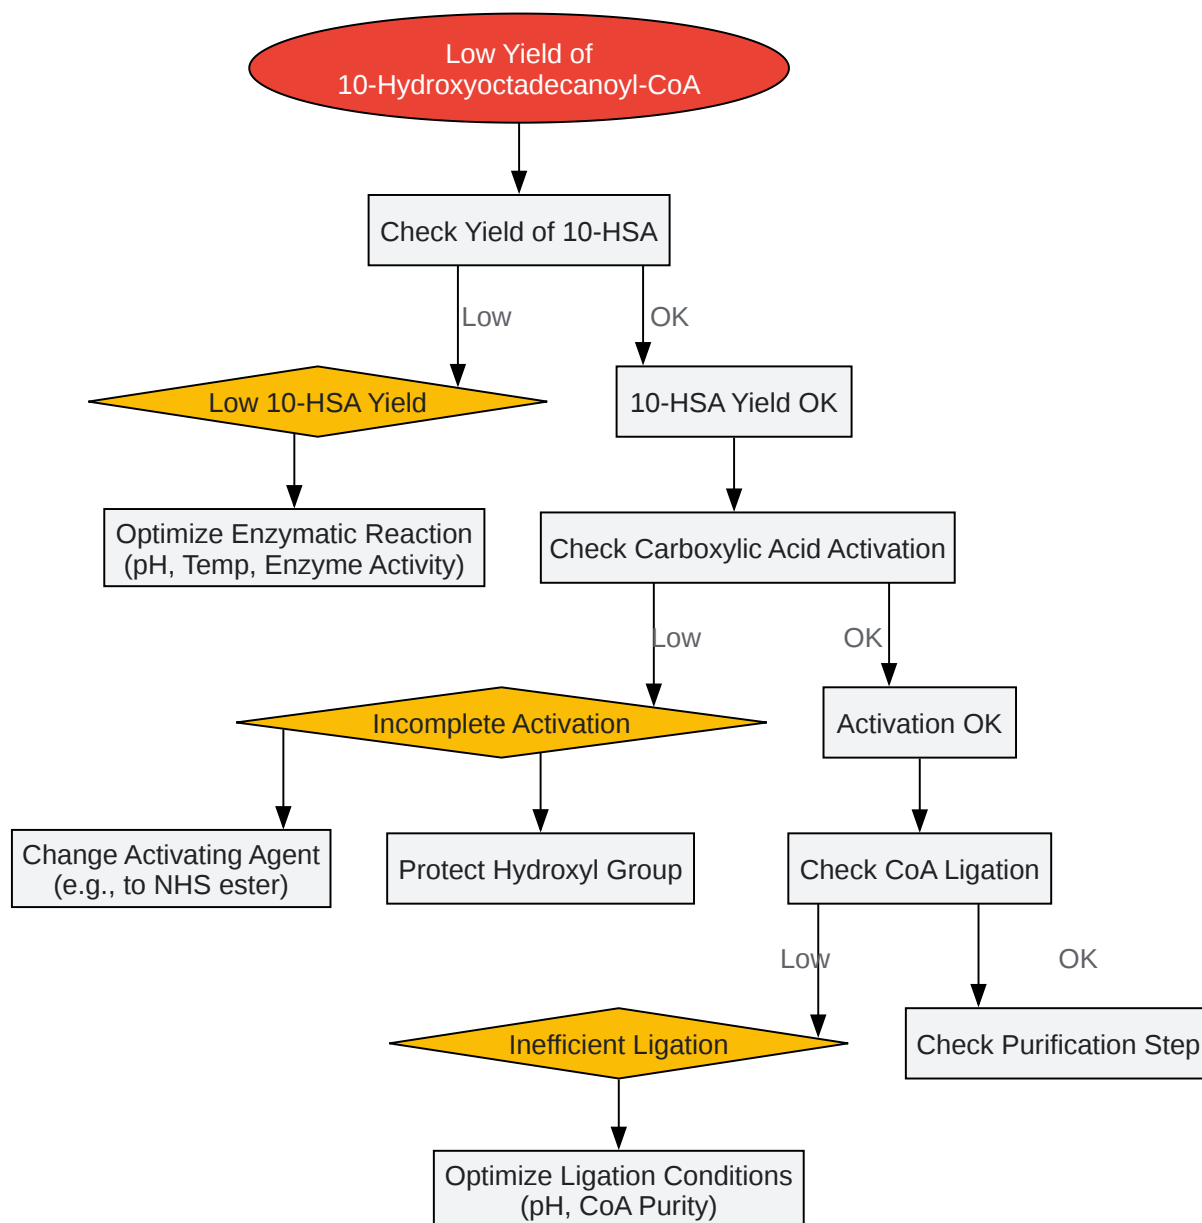 Low Yield of
10-Hydroxyoctadecanoyl-CoA
Check Yield of 10-HSA
Low
OK
Low 10-HSA Yield
10-HSA Yield OK
Optimize Enzymatic Reaction
(pH, Temp, Enzyme Activity)
Check Carboxylic Acid Activation
Low
OK
Incomplete Activation
Activation OK
Change Activating Agent
(e.g., to NHS ester)
Protect Hydroxyl Group
Check CoA Ligation
Low
OK
Inefficient Ligation
Check Purification Step
Optimize Ligation Conditions
(pH, CoA Purity)